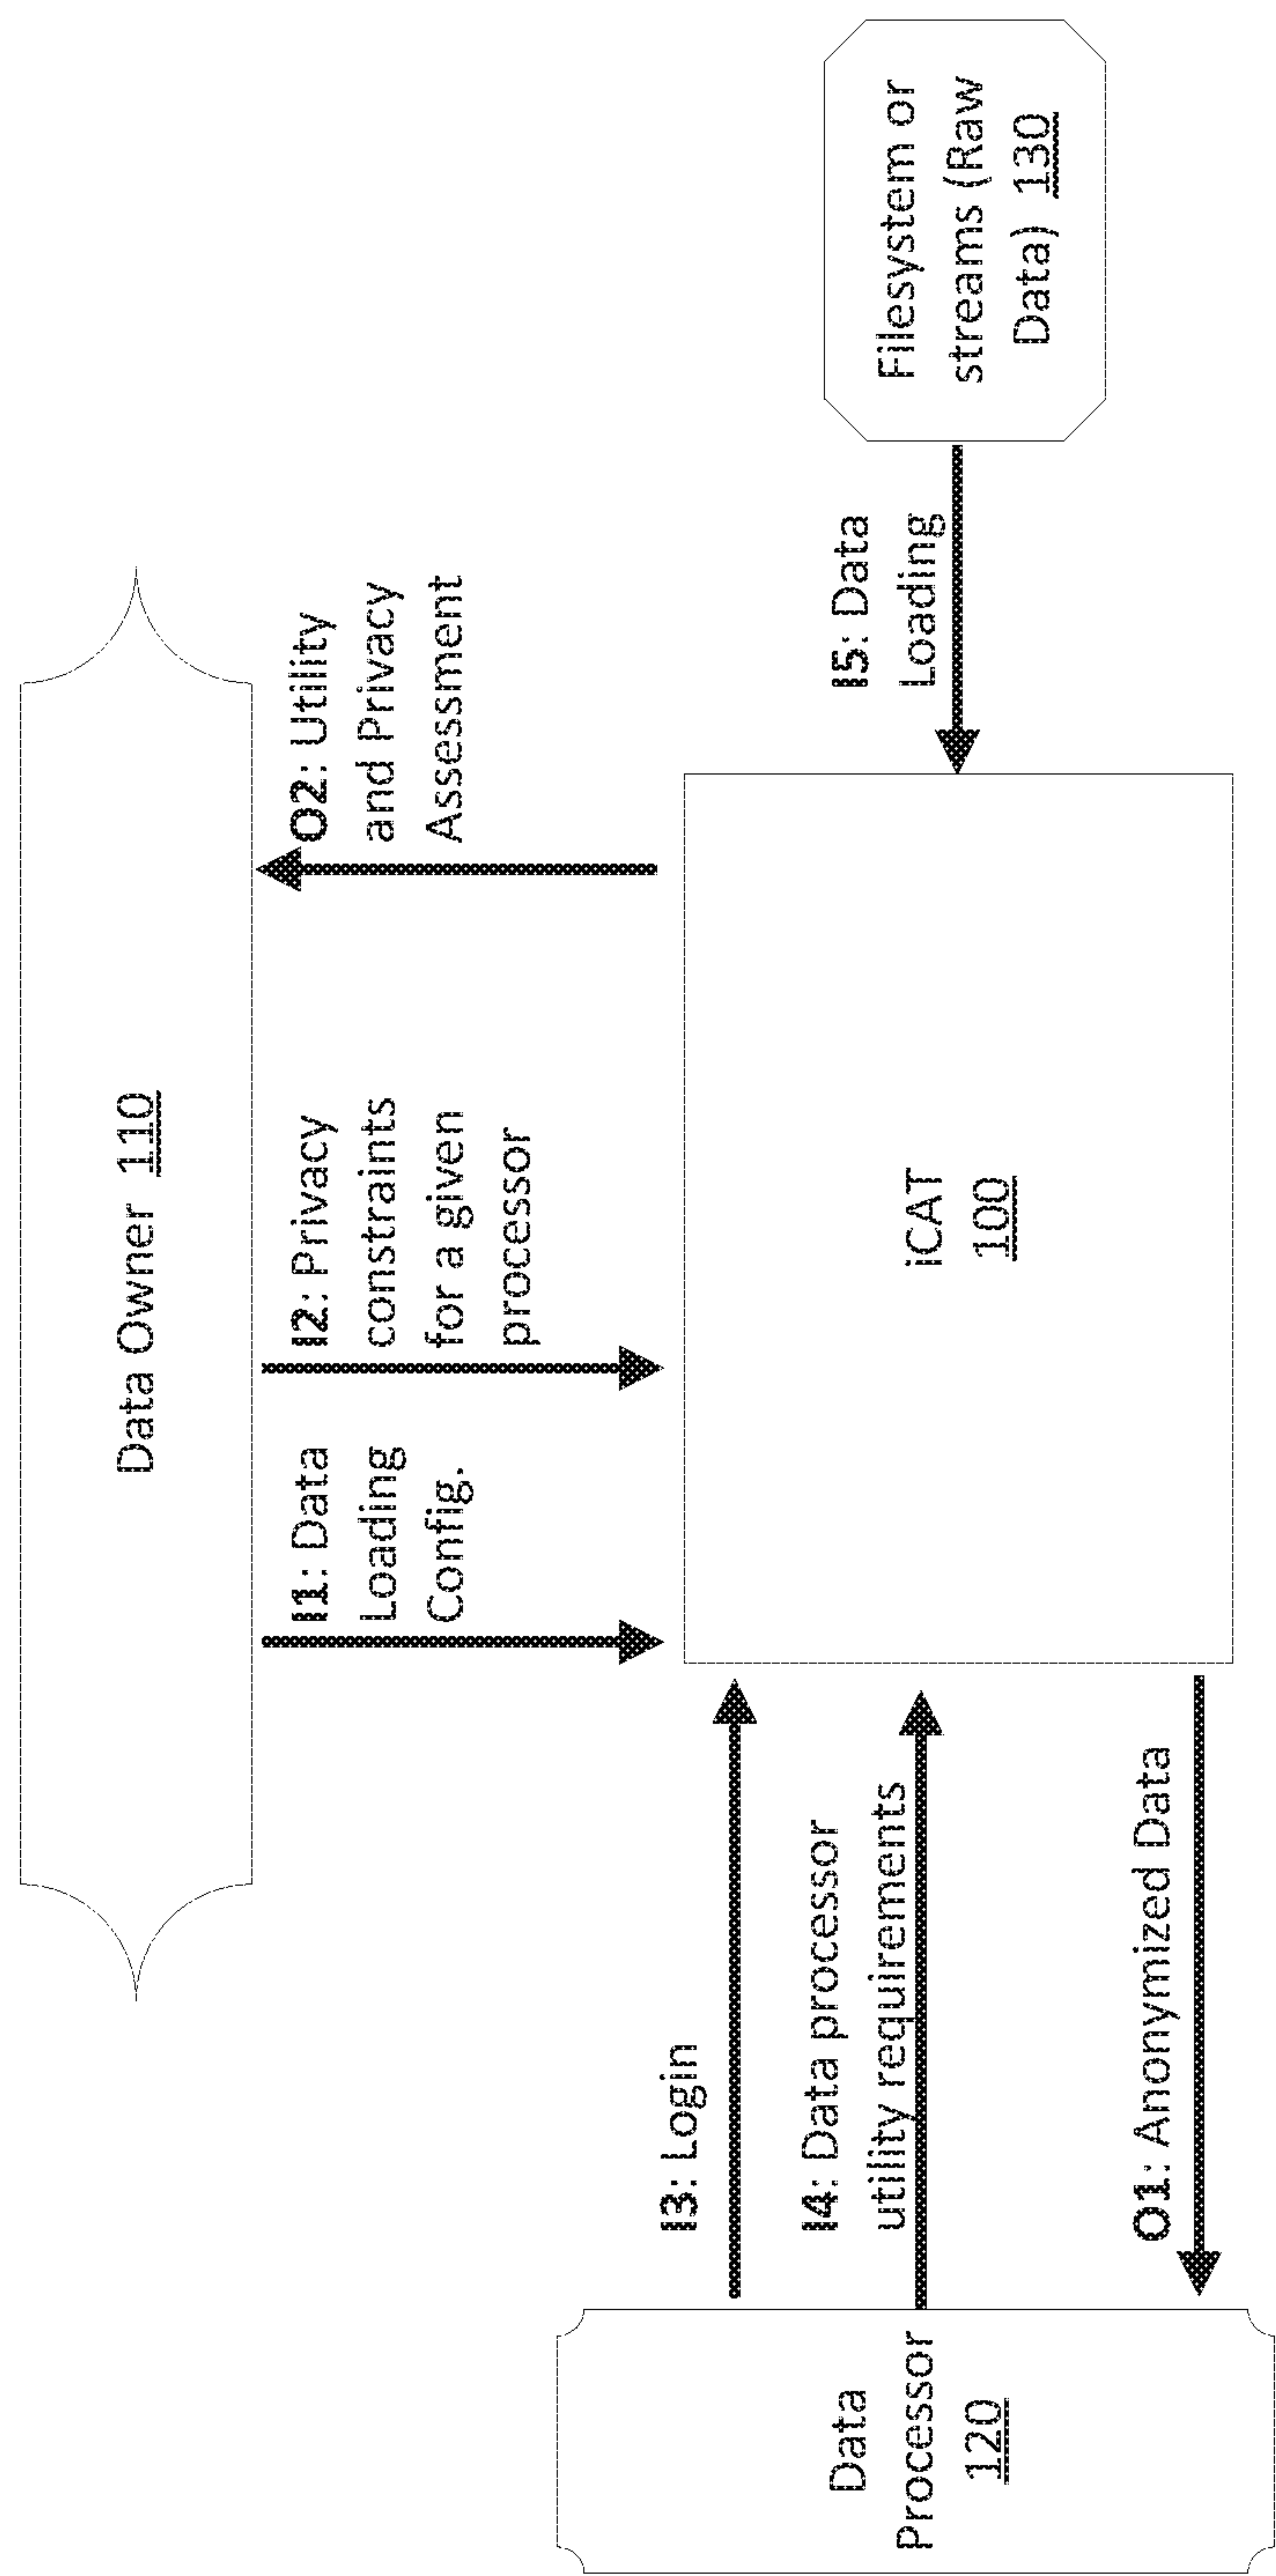 Data Owner 110
I1: Data
Loading
Config.
I2: Privacy
constraints
for a given
processor
O2: Utility
and Privacy
Assessment
I3: Login
I4: Data processor
utility requirements
O1: Anonymized Data
Data
Processor
120
iCAT
100
I5: Data
Loading
Filesystem or
streams (Raw
Data) 130